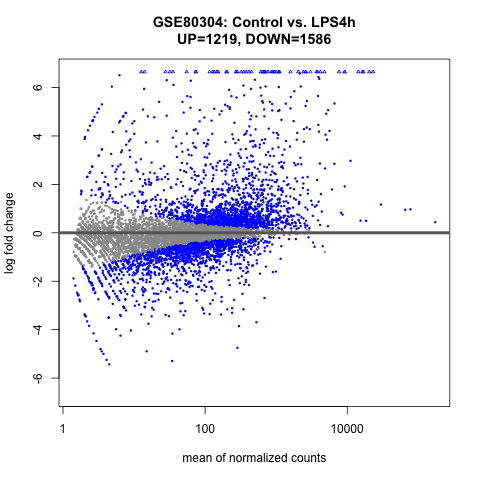 GSE80304: Control vs. LPS4h
UP=1219, DOWN=1586
log fold change
6
4
2
0
-2
-4
-6
1
100
10000
mean of normalized counts